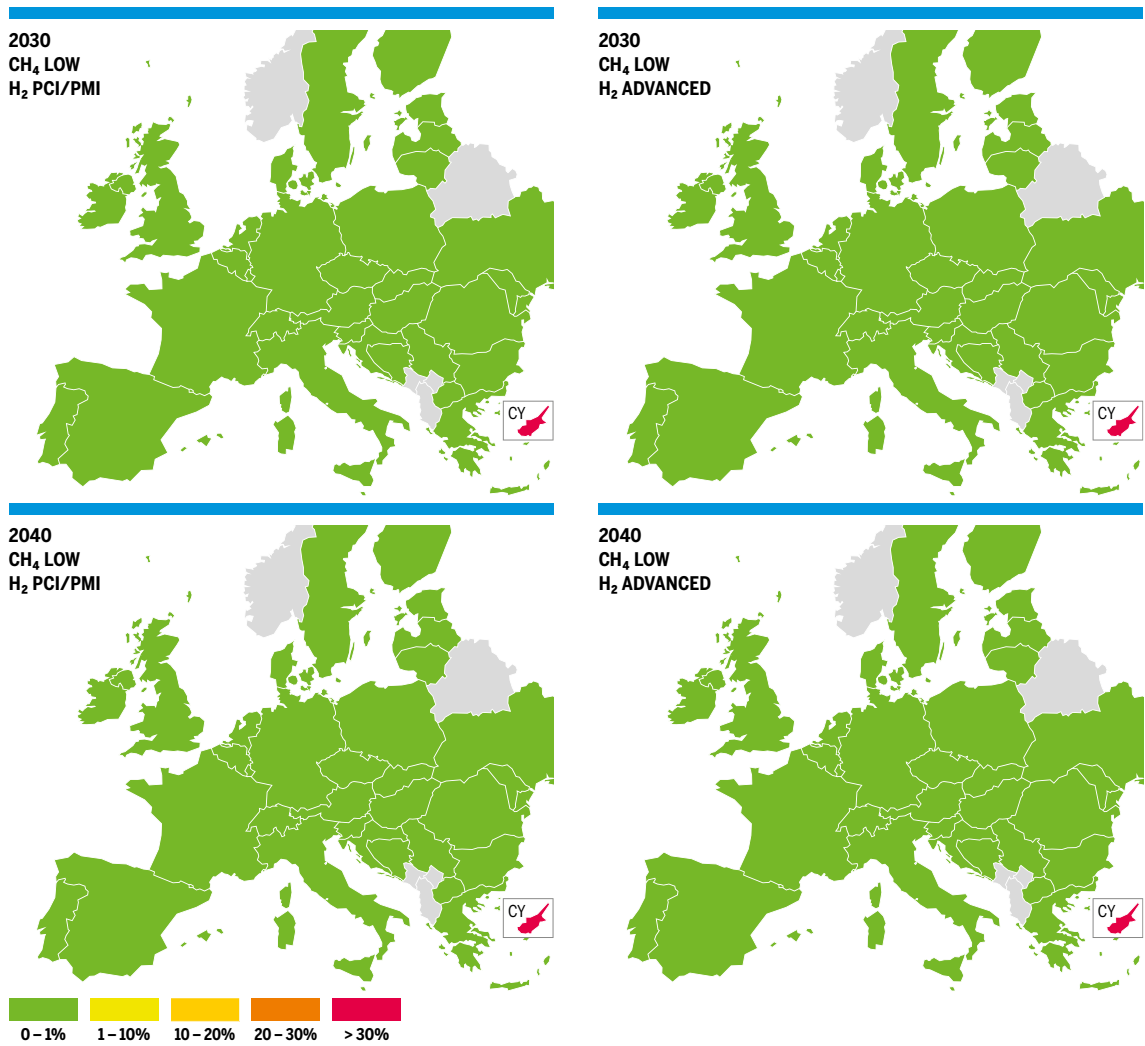 2030
CH₄ LOW
H₂ PCI/PMI
CY
2030
CH₄ LOW
H₂ ADVANCED
CY
2040
CH₄ LOW
H₂ PCI/PMI
CY
2040
CH₄ LOW
H₂ ADVANCED
CY
0 – 1% 1 – 10% 10 – 20% 20 – 30% > 30%